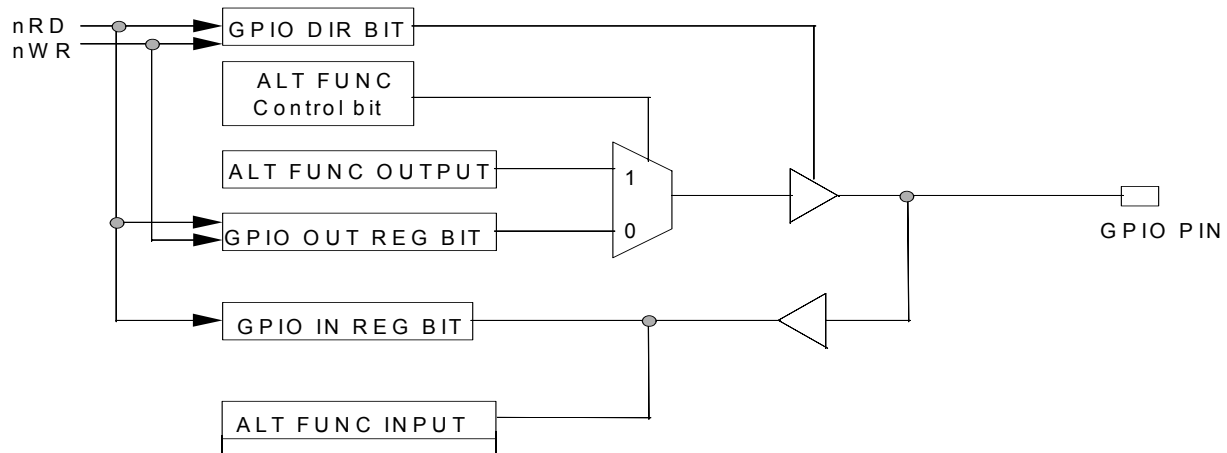 nRD
nWR
GPIO DIR BIT
ALT FUNC
Control bit
ALT FUNC OUTPUT
1
GPIO OUT REG BIT
0
GPIO PIN
GPIO IN REG BIT
ALT FUNC INPUT